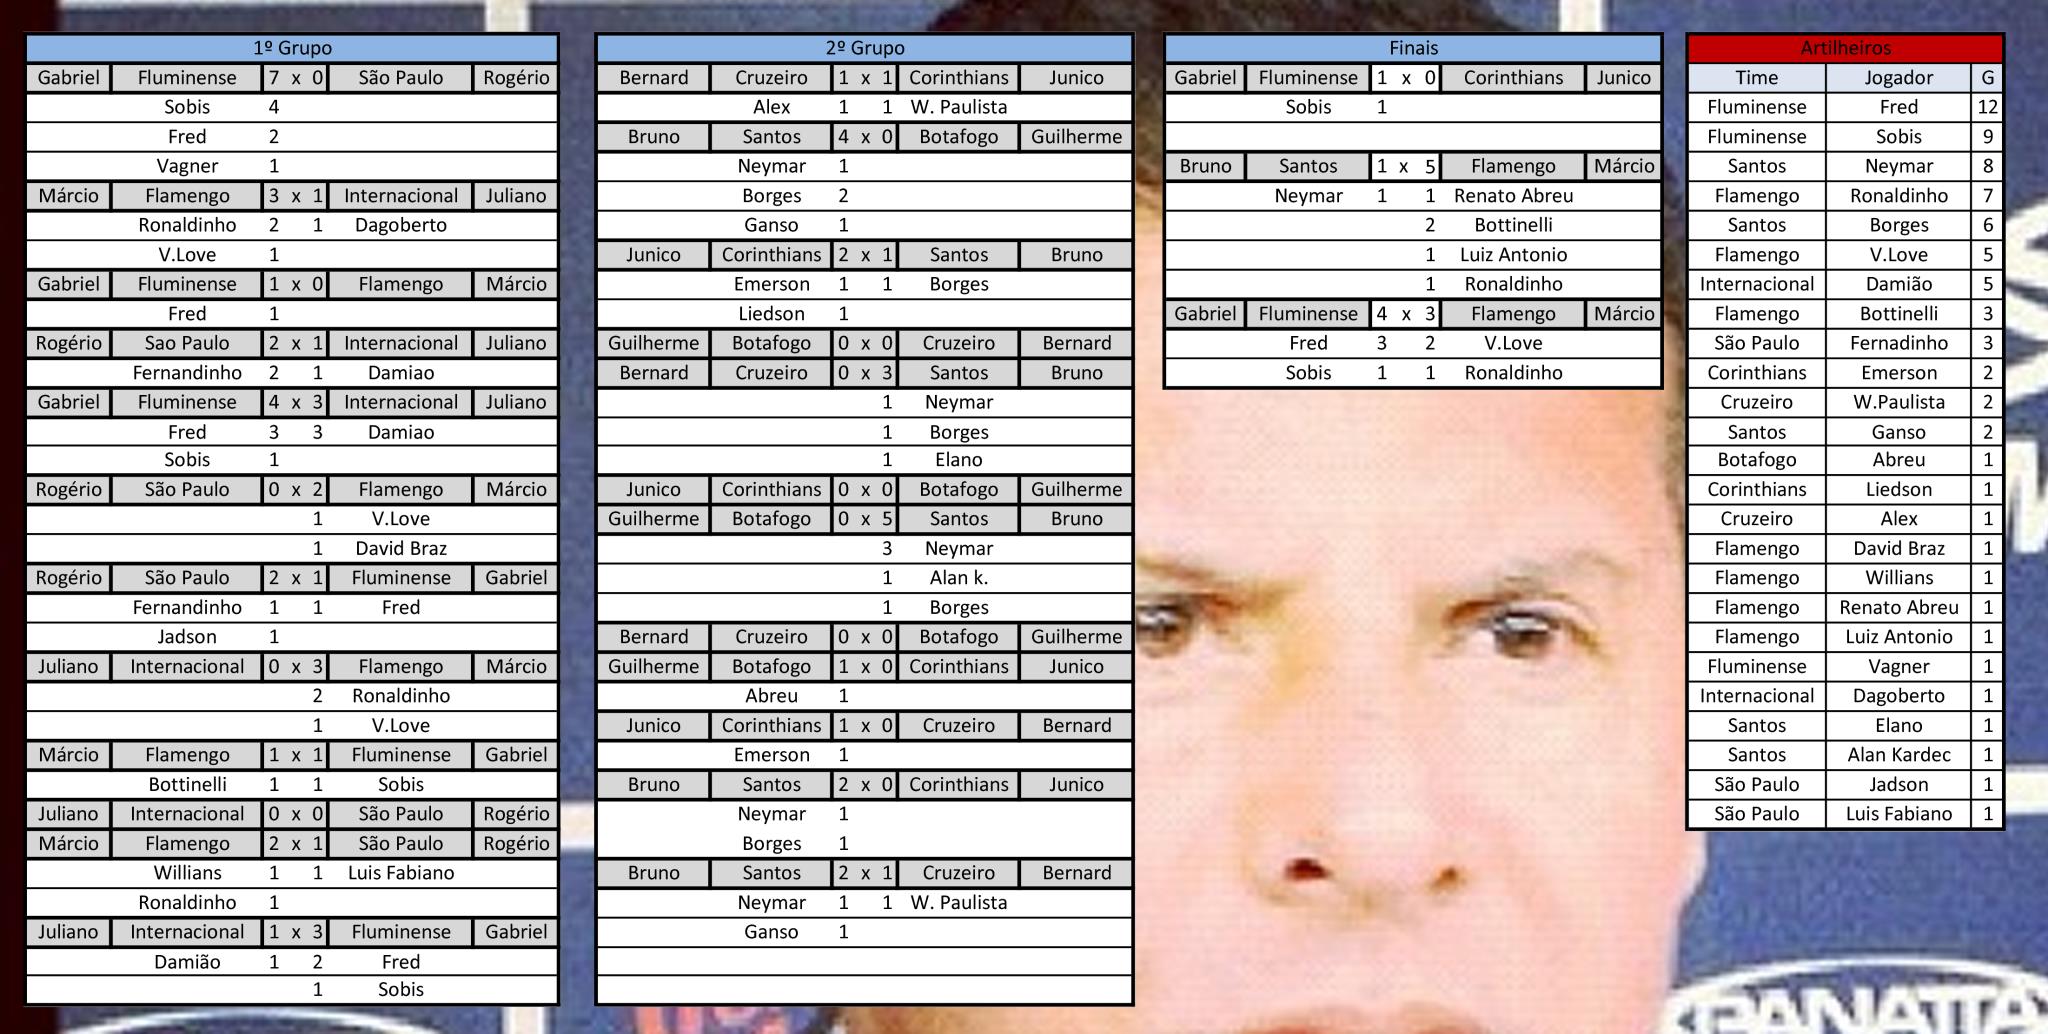 1º Grupo
Gabriel Fluminense 7 x 0 São Paulo Rogério
Sobis 4
Fred 2
Vagner 1
Márcio Flamengo 3 x 1 Internacional Juliano
Ronaldinho 2 1 Dagoberto
V.Love 1
Gabriel Fluminense 1 x 0 Flamengo Márcio
Fred 1
Rogério Sao Paulo 2 x 1 Internacional Juliano
Fernandinho 2 1 Damiao
Gabriel Fluminense 4 x 3 Internacional Juliano
Fred 3 3 Damiao
Sobis 1
Rogério São Paulo 0 x 2 Flamengo Márcio
1 V.Love
1 David Braz
Rogério São Paulo 2 x 1 Fluminense Gabriel
Fernandinho 1 1 Fred
Jadson 1
Juliano Internacional 0 x 3 Flamengo Márcio
2 Ronaldinho
1 V.Love
Márcio Flamengo 1 x 1 Fluminense Gabriel
Bottinelli 1 1 Sobis
Juliano Internacional 0 x 0 São Paulo Rogério
Márcio Flamengo 2 x 1 São Paulo Rogério
Willians 1 1 Luis Fabiano
Ronaldinho 1
Juliano Internacional 1 x 3 Fluminense Gabriel
Damião 1 2 Fred
1 Sobis
2º Grupo
Bernard Cruzeiro 1 x 1 Corinthians Junico
Alex 1 1 W. Paulista
Bruno Santos 4 x 0 Botafogo Guilherme
Neymar 1
Borges 2
Ganso 1
Junico Corinthians 2 x 1 Santos Bruno
Emerson 1 1 Borges
Liedson 1
Guilherme Botafogo 0 x 0 Cruzeiro Bernard
Bernard Cruzeiro 0 x 3 Santos Bruno
1 Neymar
1 Borges
1 Elano
Junico Corinthians 0 x 0 Botafogo Guilherme
Guilherme Botafogo 0 x 5 Santos Bruno
3 Neymar
1 Alan k.
1 Borges
Bernard Cruzeiro 0 x 0 Botafogo Guilherme
Guilherme Botafogo 1 x 0 Corinthians Junico
Abreu 1
Junico Corinthians 1 x 0 Cruzeiro Bernard
Emerson 1
Bruno Santos 2 x 0 Corinthians Junico
Neymar 1
Borges 1
Bruno Santos 2 x 1 Cruzeiro Bernard
Neymar 1 1 W. Paulista
Ganso 1
Finais
Gabriel Fluminense 1 x 0 Corinthians Junico
Sobis 1
Bruno Santos 1 x 5 Flamengo Márcio
Neymar 1 1 Renato Abreu
2 Bottinelli
1 Luiz Antonio
1 Ronaldinho
Gabriel Fluminense 4 x 3 Flamengo Márcio
Fred 3 2 V.Love
Sobis 1 1 Ronaldinho
Artilheiros
Time Jogador G
Fluminense Fred 12
Fluminense Sobis 9
Santos Neymar 8
Flamengo Ronaldinho 7
Santos Borges 6
Flamengo V.Love 5
Internacional Damião 5
Flamengo Bottinelli 3
São Paulo Fernadinho 3
Corinthians Emerson 2
Cruzeiro W.Paulista 2
Santos Ganso 2
Botafogo Abreu 1
Corinthians Liedson 1
Cruzeiro Alex 1
Flamengo David Braz 1
Flamengo Willians 1
Flamengo Renato Abreu 1
Flamengo Luiz Antonio 1
Fluminense Vagner 1
Internacional Dagoberto 1
Santos Elano 1
Santos Alan Kardec 1
São Paulo Jadson 1
São Paulo Luis Fabiano 1